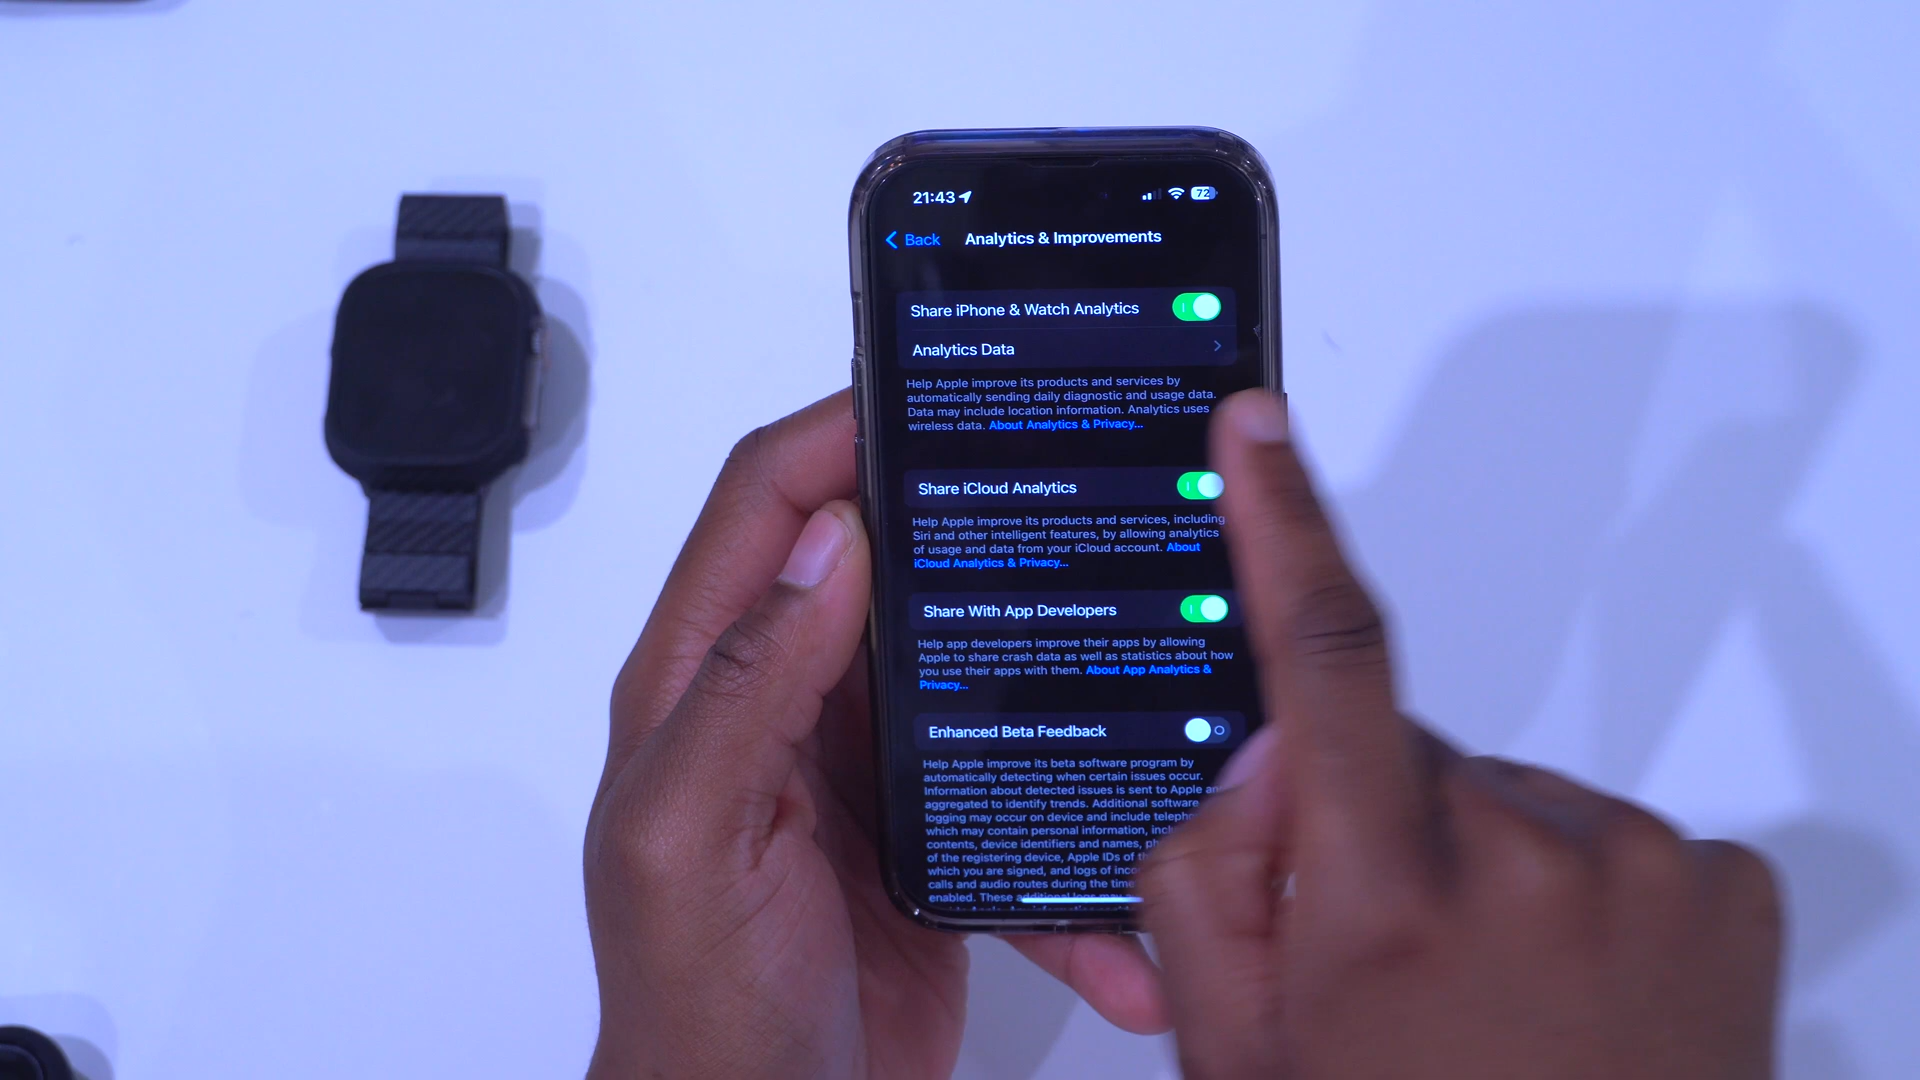 21:43
72
Back
Analytics & Improvements
Share iPhone & Watch Analytics
Analytics Data
Help Apple improve its products and services by
automatically sending daily diagnostic and usage data.
Data may include location information. Analytics uses
wireless data. About Analytics & Privacy...
Share iCloud Analytics
Help Apple improve its products and services, including
Siri and other intelligent features, by allowing analytics
of usage and data from your iCloud account. About
iCloud Analytics & Privacy...
Share With App Developers
Help app developers improve their apps by allowing
Apple to share crash data as well as statistics about how
you use their apps with them. About App Analytics &
Privacy...
Enhanced Beta Feedback
Help Apple improve its beta software program by
automatically detecting when certain issues occur.
Information about detected issues is sent to Apple
aggregated to identify trends. Additional software
logging may occur on device and include
which may contain personal information,
contents, device identifiers and names,
of the registering device, Apple IDs of
which you are signed, and logs of
calls and audio routes during the time
enabled. These additional logs may